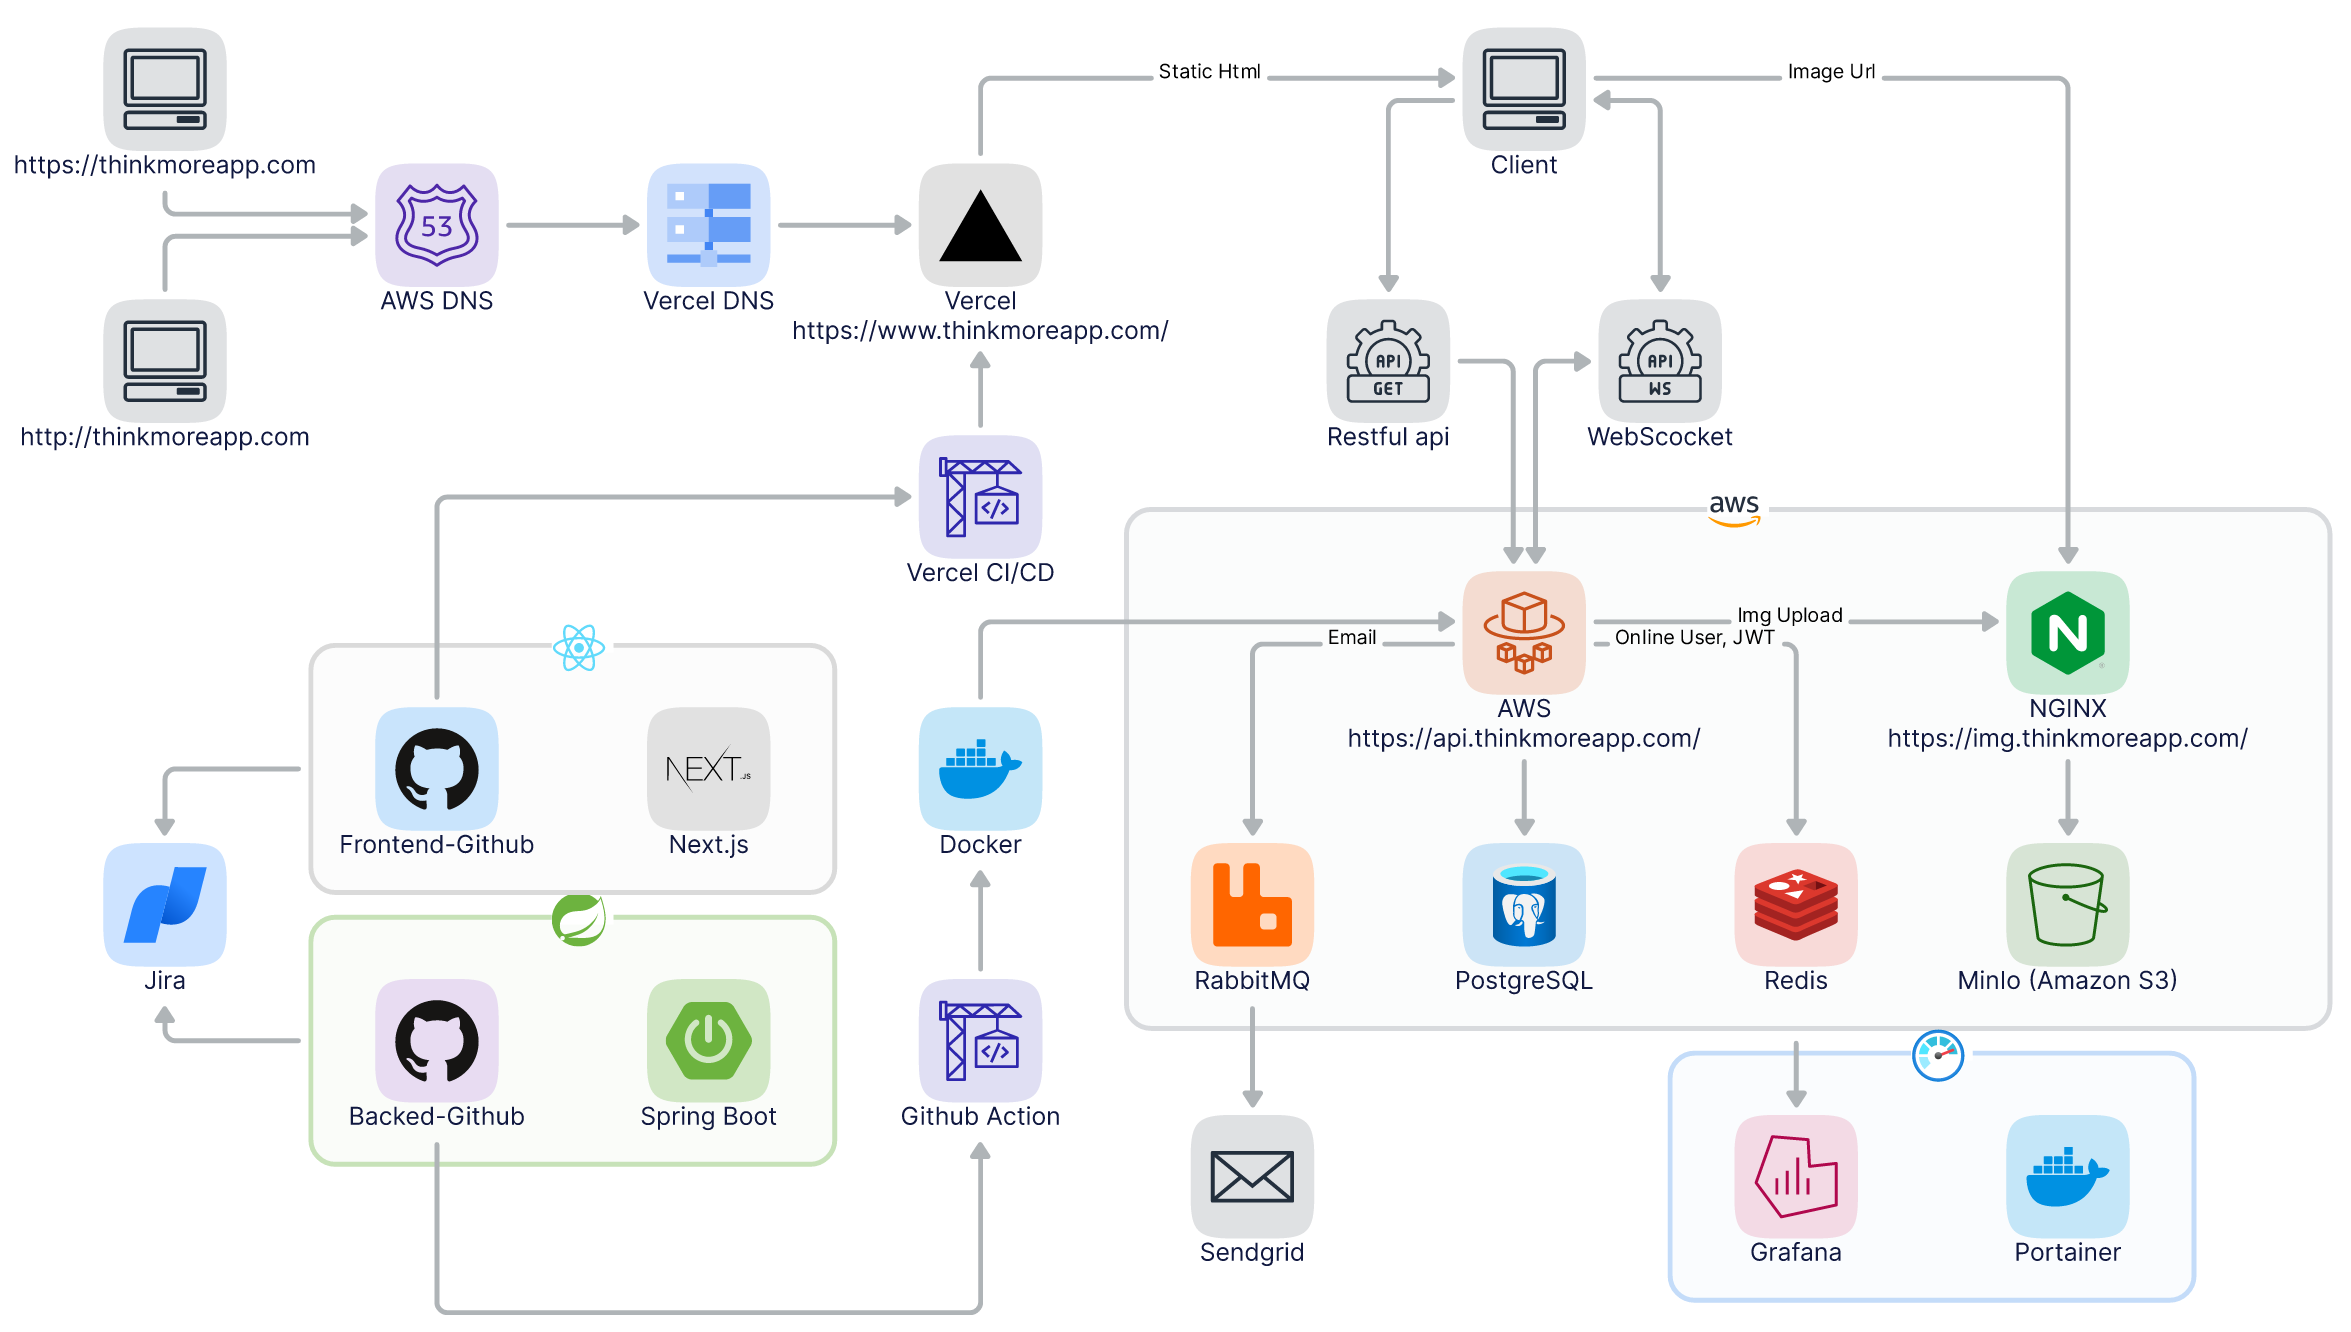 https://thinkmoreapp.com
http://thinkmoreapp.com
53
AWS DNS
Vercel DNS
Vercel
https://www.thinkmoreapp.com/
Static Html
Client
Image Url
API
GET
Restful api
API
WS
WebScocket
Vercel CI/CD
aws
Frontend-Github
NEXT.JS
Next.js
Jira
Backed-Github
Spring Boot
Docker
Github Action
Email
Img Upload
Online User, JWT
AWS
https://api.thinkmoreapp.com/
N
NGINX
https://img.thinkmoreapp.com/
RabbitMQ
PostgreSQL
Redis
MinIo (Amazon S3)
Sendgrid
Grafana
Portainer